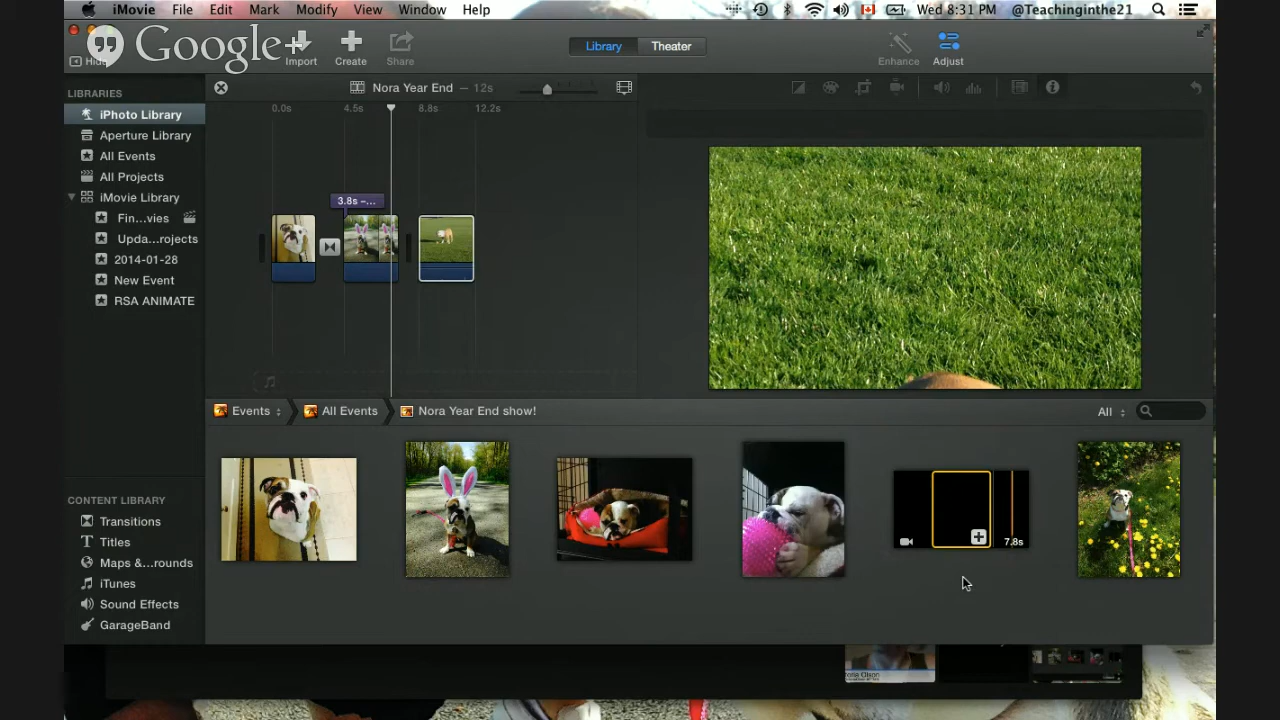 iMovie File Edit Mark Modify View Window Help Wed 8:31 PM @Teachinginthe21
Google+
Hide Import Create Share Library Theater Enhance Adjust
LIBRARIES
iPhoto Library
Aperture Library
All Events
All Projects
iMovie Library
Fin...vies
Upda...rojects
2014-01-28
New Event
RSA ANIMATE
Nora Year End – 12s
0.0s 4.5s 8.8s 12.2s
3.8s –...
Events All Events Nora Year End show! All
7.8s
CONTENT LIBRARY
Transitions
Titles
Maps &...rounds
iTunes
Sound Effects
GarageBand